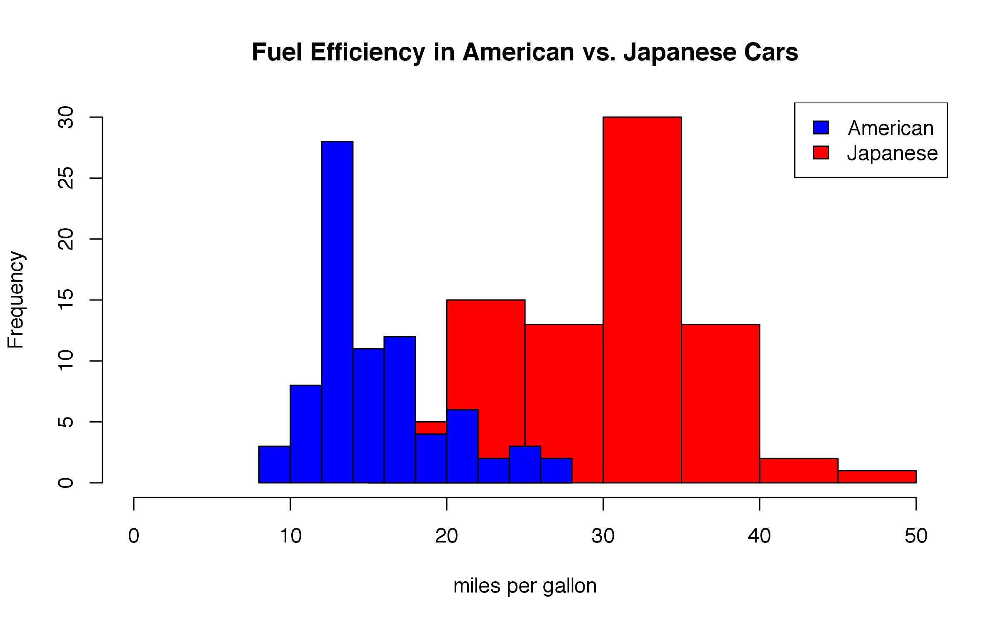 Fuel Efficiency in American vs. Japanese Cars
American
Japanese
Frequency
30
25
20
15
10
5
0
0 10 20 30 40 50
miles per gallon